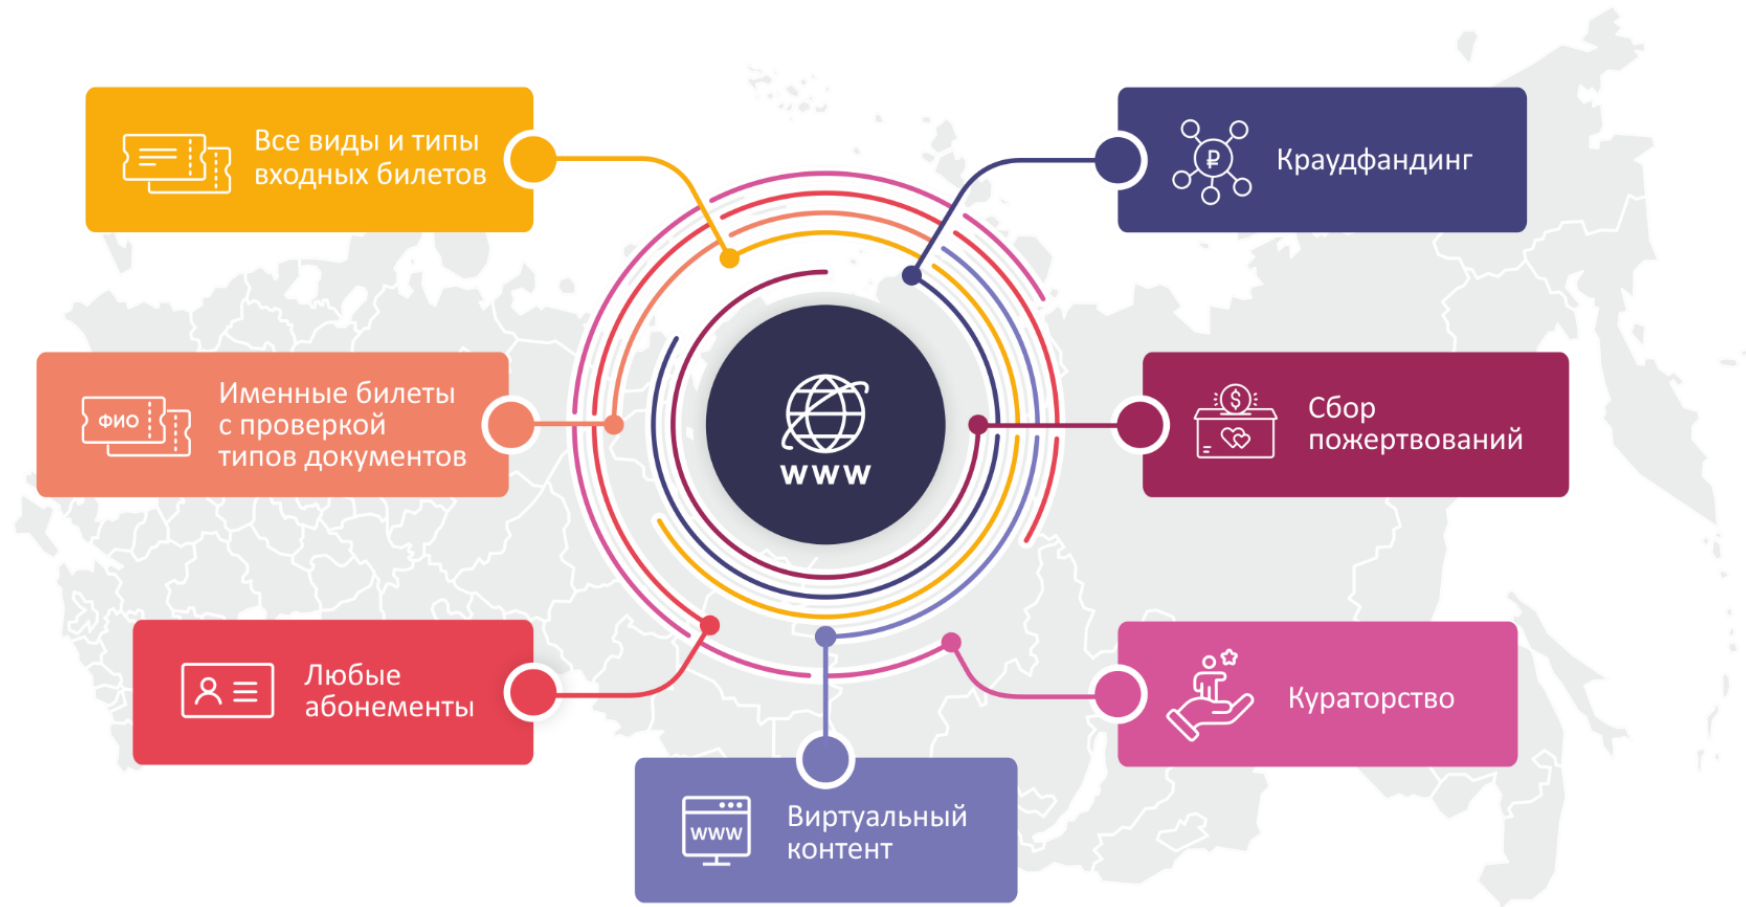 Все виды и типы
входных билетов
Краудфандинг
₽
ФИО
Именные билеты
с проверкой
типов документов
www
$
Сбор
пожертвований
Любые
абонементы
Кураторство
www
Виртуальный
контент